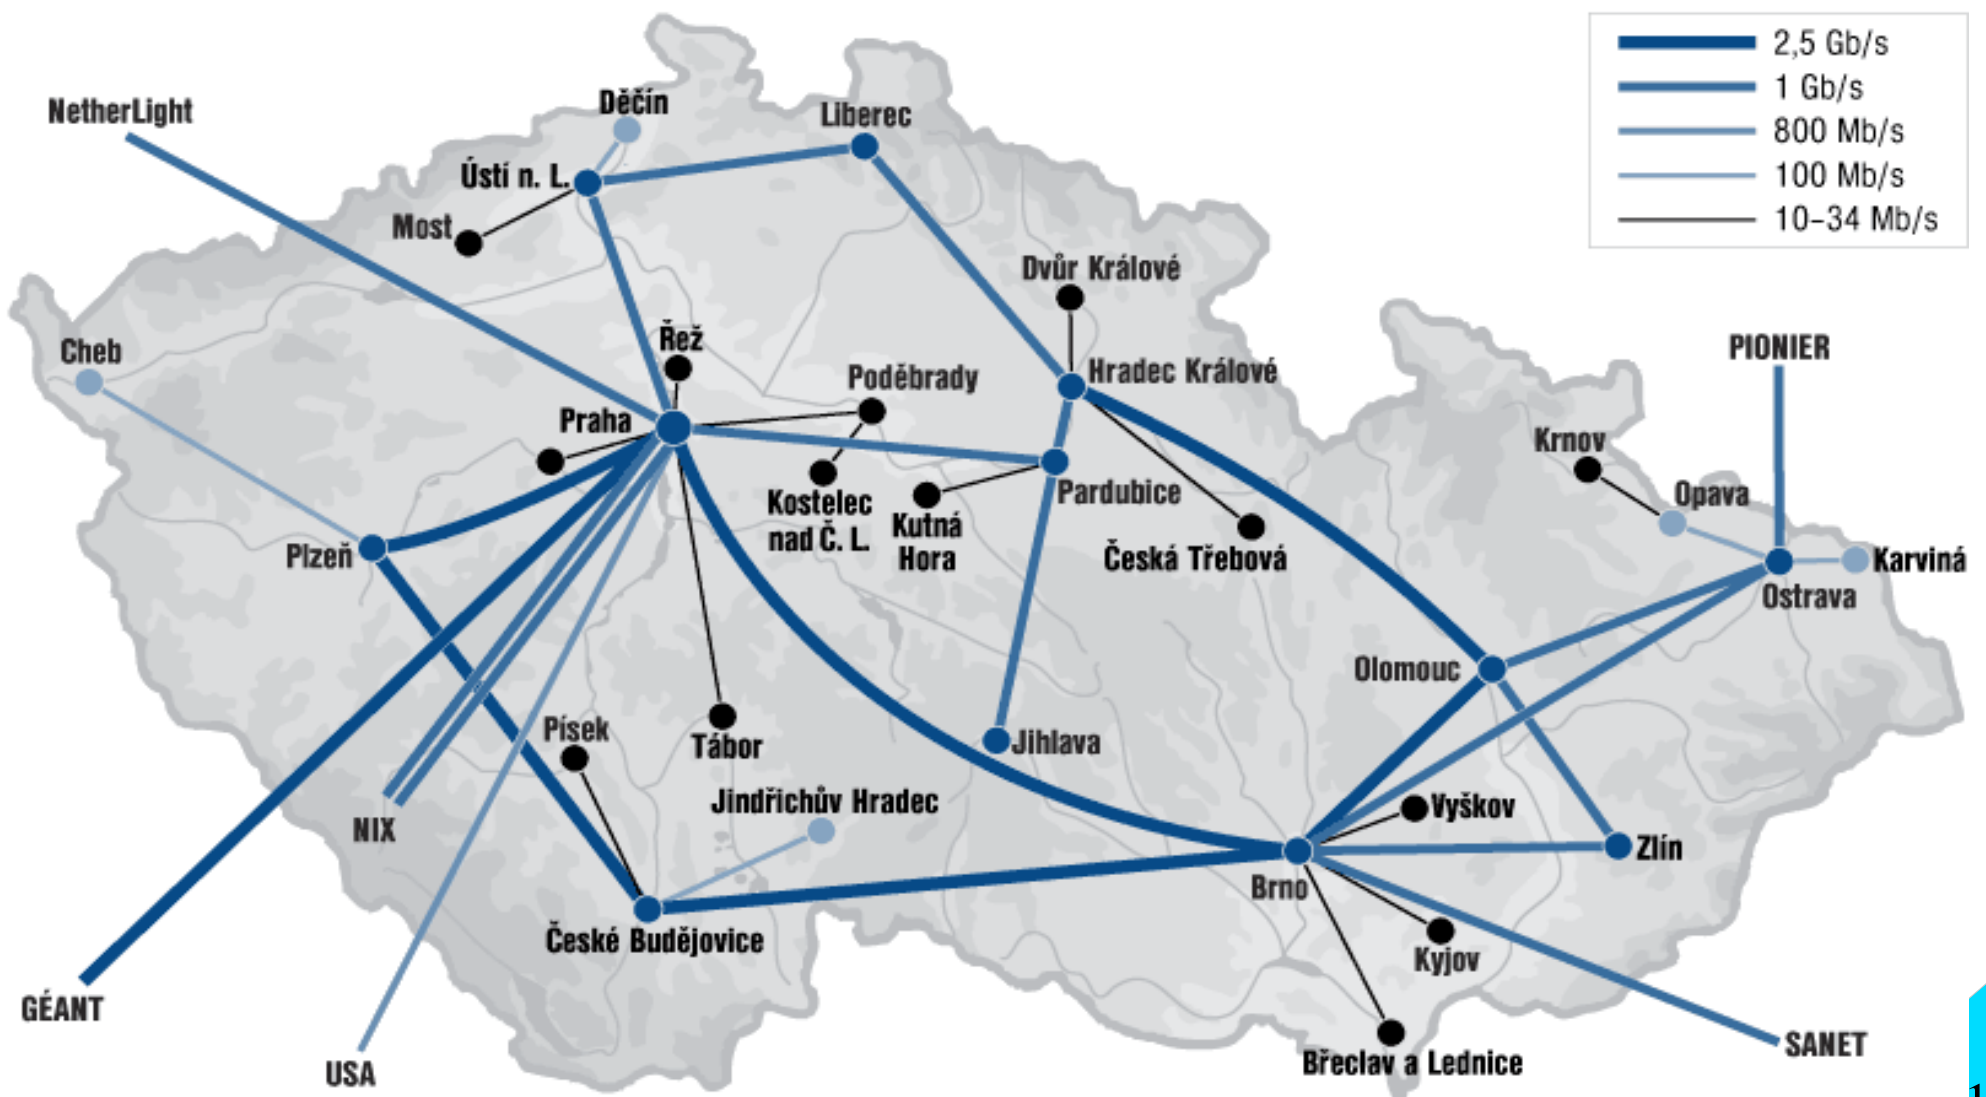 2,5 Gb/s
1 Gb/s
800 Mb/s
100 Mb/s
10–34 Mb/s
NetherLight
Děčín
Liberec
Ústí n. L.
Most
Dvůr Králové
Cheb
Řež
Poděbrady
Hradec Králové
PIONIER
Praha
Krnov
Opava
Pardubice
Kostelec
nad Č. L.
Kutná
Hora
Česká Třebová
Plzeň
Karviná
Ostrava
Olomouc
Písek
Tábor
Jihlava
Jindřichův Hradec
Vyškov
NIX
Zlín
Brno
České Budějovice
Kyjov
GÉANT
USA
Břeclav a Lednice
SANET